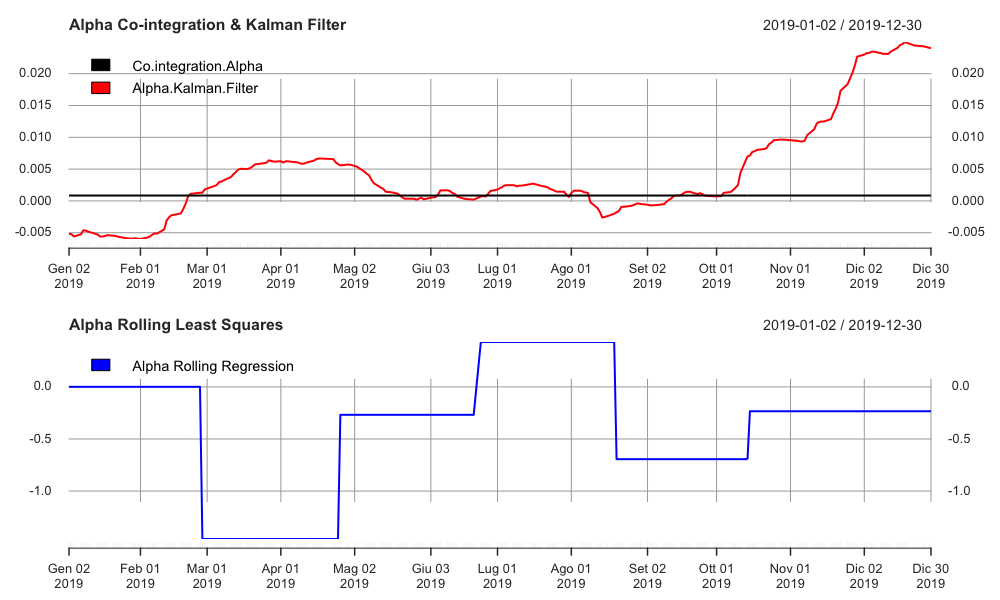 Alpha Co-integration & Kalman Filter 2019-01-02 / 2019-12-30
Co.integration.Alpha
Alpha.Kalman.Filter
0.020 0.020
0.015 0.015
0.010 0.010
0.005 0.005
0.000 0.000
-0.005 -0.005
Gen 02 Feb 01 Mar 01 Apr 01 Mag 02 Giu 03 Lug 01 Ago 01 Set 02 Ott 01 Nov 01 Dic 02 Dic 30
2019 2019 2019 2019 2019 2019 2019 2019 2019 2019 2019 2019 2019
Alpha Rolling Least Squares 2019-01-02 / 2019-12-30
Alpha Rolling Regression
0.0 0.0
-0.5 -0.5
-1.0 -1.0
Gen 02 Feb 01 Mar 01 Apr 01 Mag 02 Giu 03 Lug 01 Ago 01 Set 02 Ott 01 Nov 01 Dic 02 Dic 30
2019 2019 2019 2019 2019 2019 2019 2019 2019 2019 2019 2019 2019